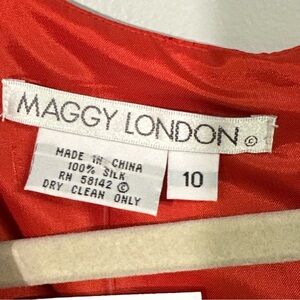 MAGGY LONDON ©
MADE IN CHINA
100% SILK
RN 58142 ©
DRY CLEAN ONLY
10